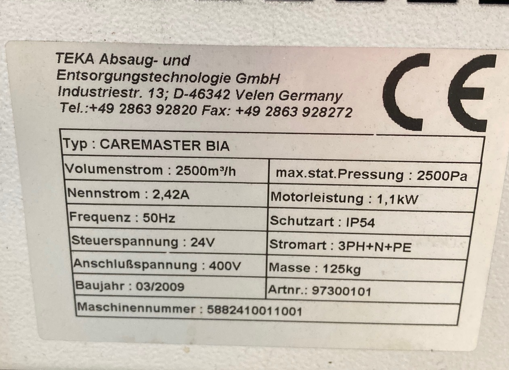 TEKA Absaug- und
Entsorgungstechnologie GmbH
Industriestr. 13; D-46342 Velen Germany
Tel.:+49 2863 92820 Fax: +49 2863 928272
CE
Typ : CAREMASTER BIA
Volumenstrom : 2500m³/h max.stat.Pressung : 2500Pa
Nennstrom : 2,42A Motorleistung : 1,1kW
Frequenz : 50Hz Schutzart : IP54
Steuerspannung : 24V Stromart : 3PH+N+PE
Anschlußspannung : 400V Masse : 125kg
Baujahr : 03/2009 Artnr.: 97300101
Maschinennummer : 5882410011001